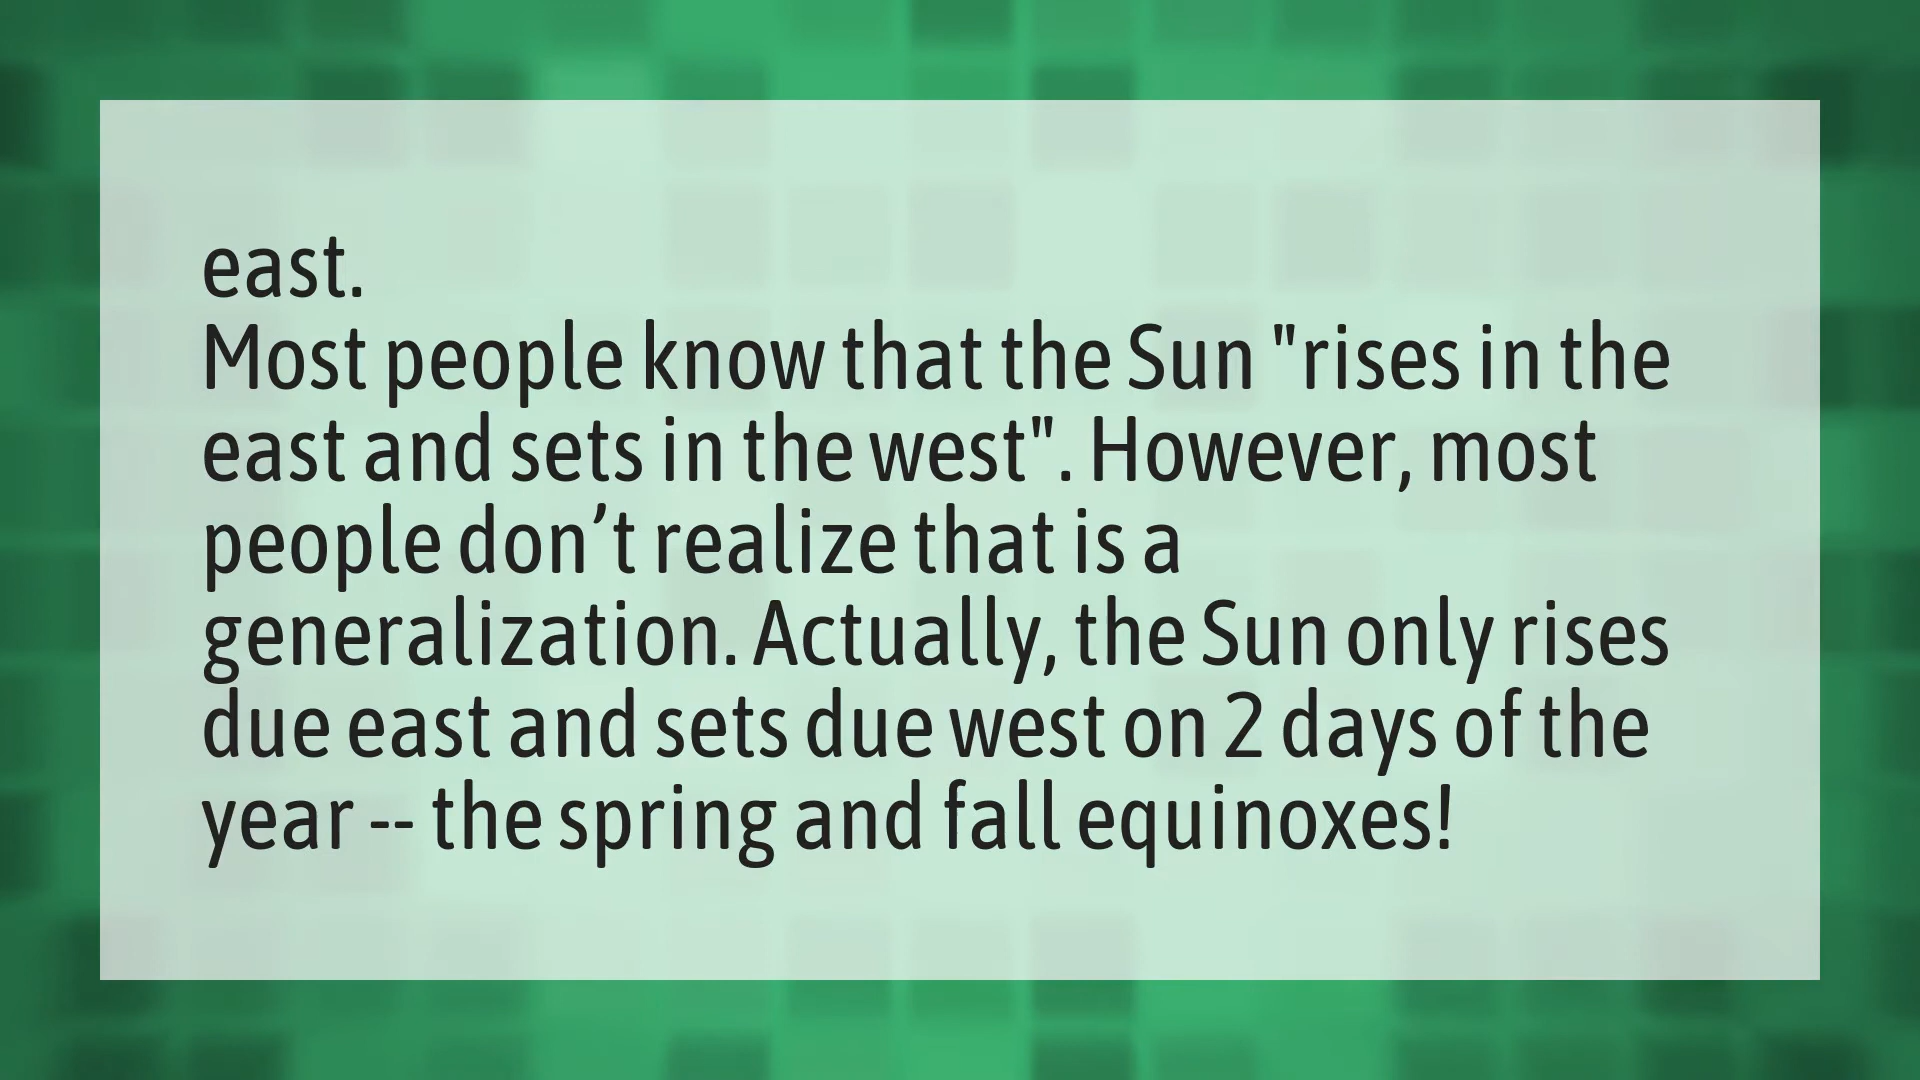 east.
Most people know that the Sun "rises in the
east and sets in the west". However, most
people don’t realize that is a
generalization. Actually, the Sun only rises
due east and sets due west on 2 days of the
year -- the spring and fall equinoxes!